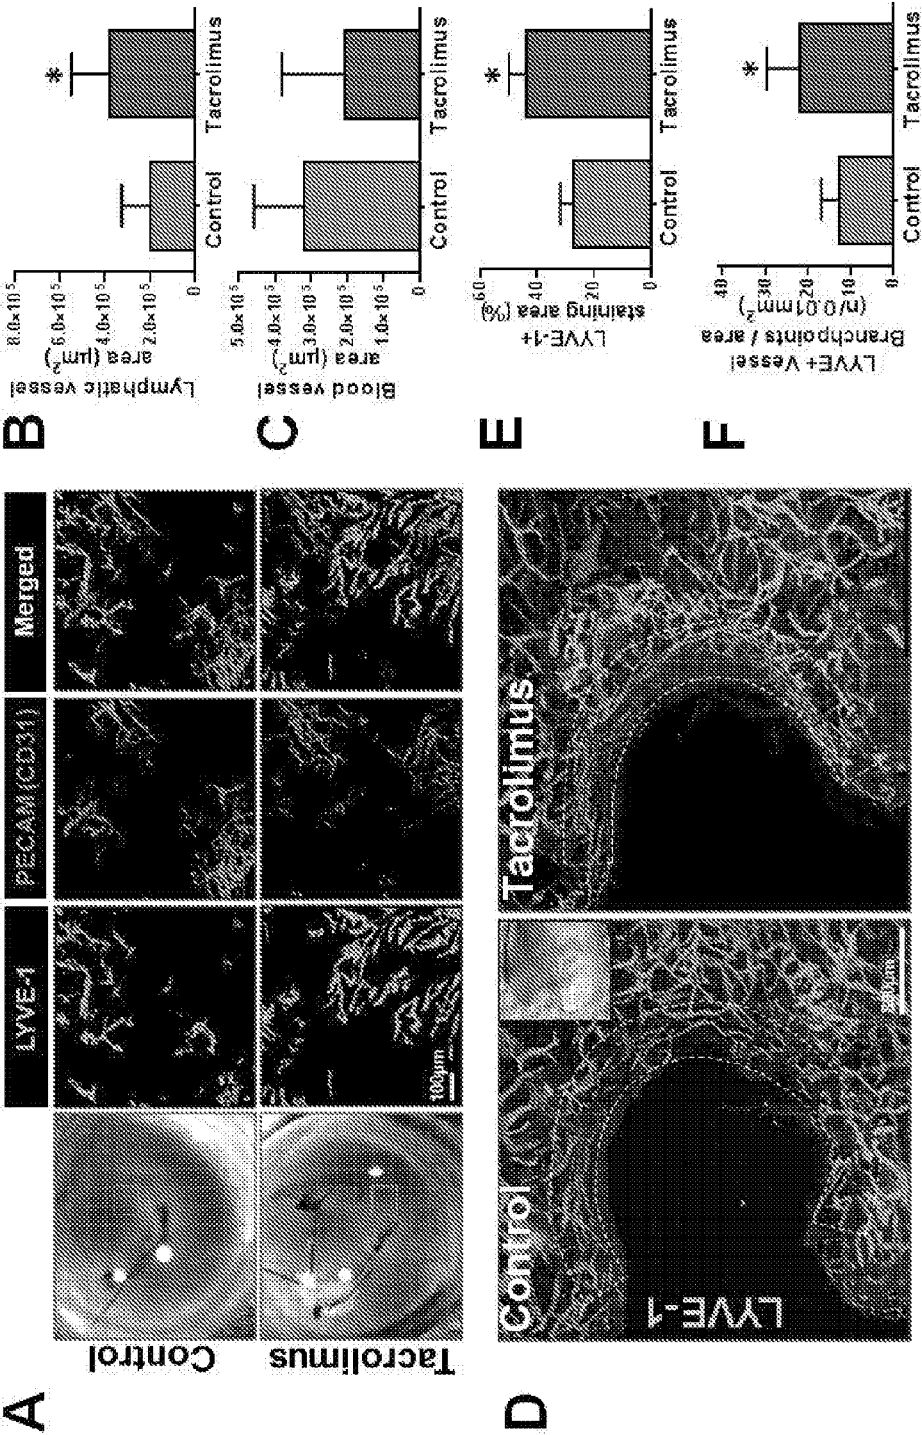 A
LYVE-1
PECAM(CD31)
Merged
Control
Tacrolimus
100µm
B
Lymphatic vessel
area (µm²)
8.0×10⁵
6.0×10⁵
4.0×10⁵
2.0×10⁵
0
*
Control
Tacrolimus
C
Blood vessel
area (µm²)
5.0×10⁵
4.0×10⁵
3.0×10⁵
2.0×10⁵
1.0×10⁵
0
Control
Tacrolimus
D
Control
Tacrolimus
LYVE-1
E
LYVE-1+
staining area (%)
60
40
20
0
*
Control
Tacrolimus
F
LYVE+ Vessel
Branchpoints / area
(n/0.01mm²)
40
30
20
10
0
*
Control
Tacrolimus